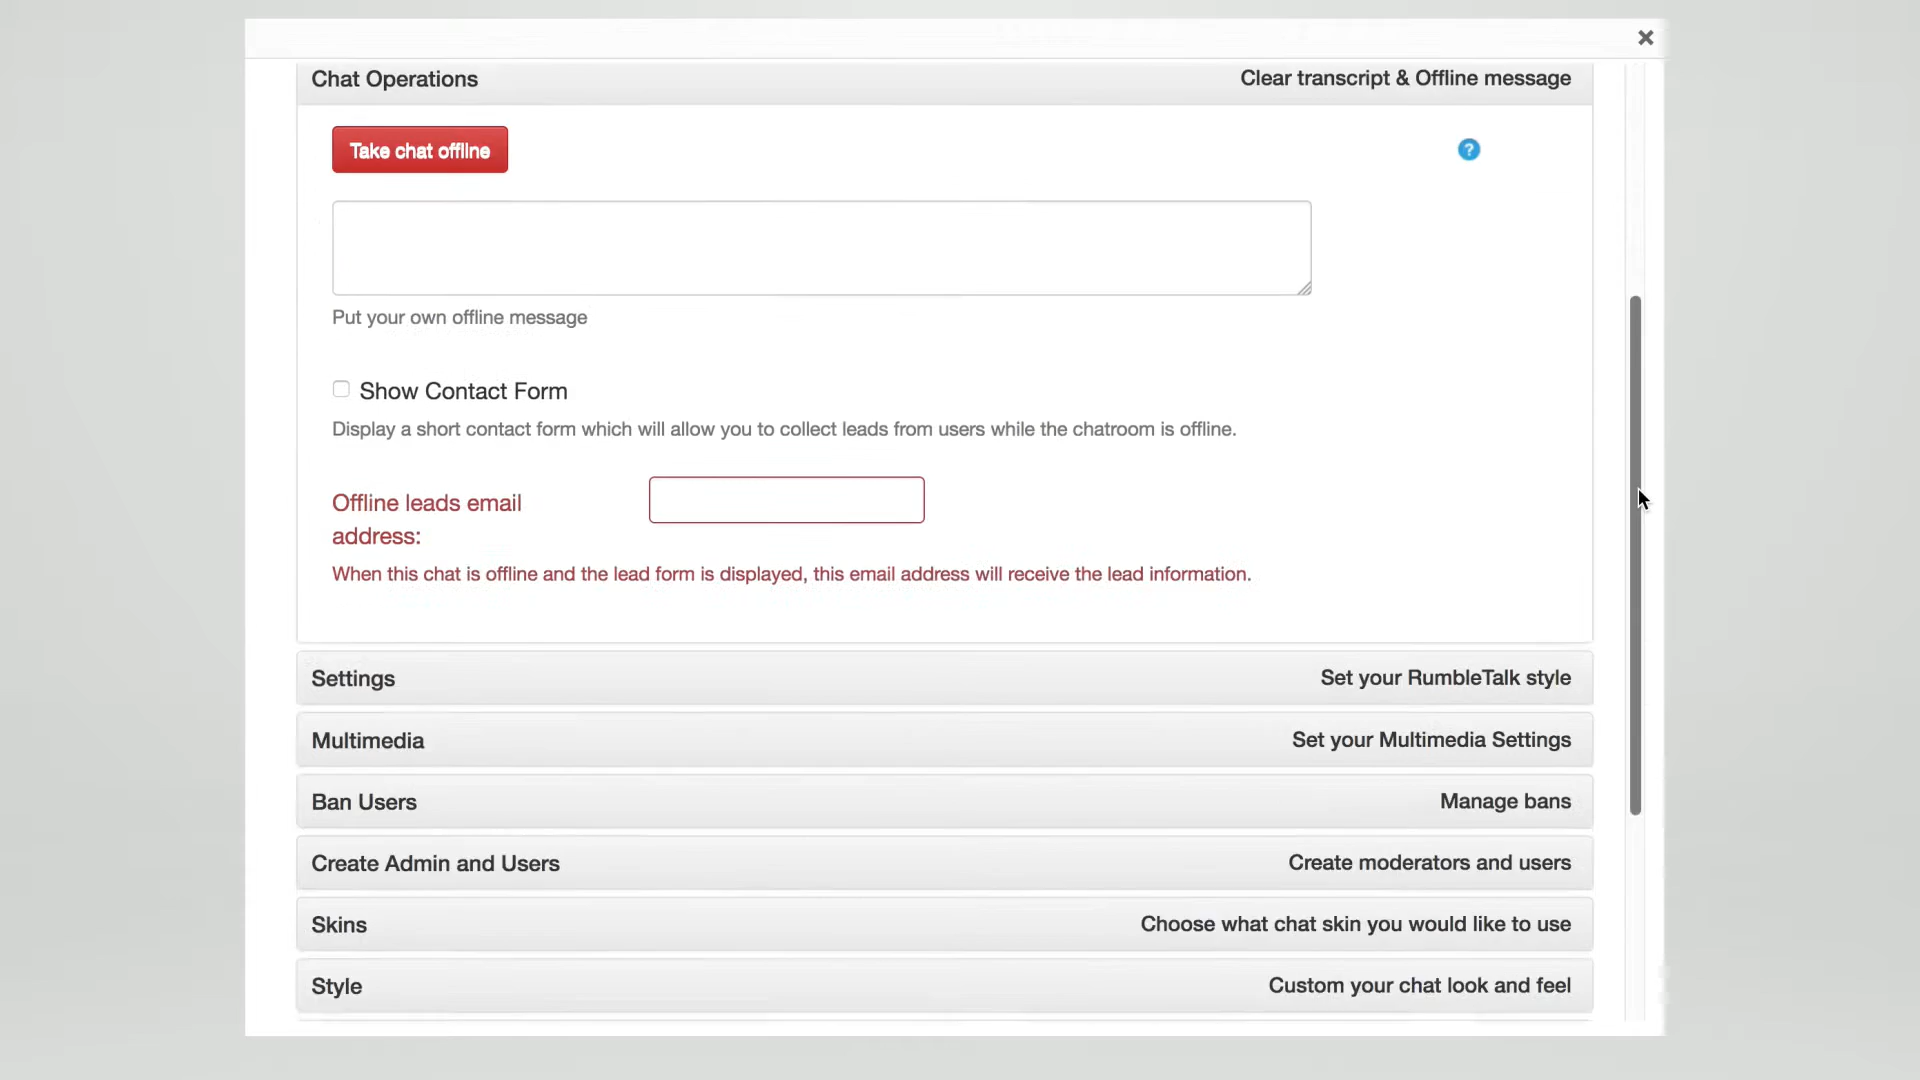 Chat Operations
Clear transcript & Offline message
Take chat offline
?
Put your own offline message
Show Contact Form
Display a short contact form which will allow you to collect leads from users while the chatroom is offline.
Offline leads email
address:
When this chat is offline and the lead form is displayed, this email address will receive the lead information.
Settings
Set your RumbleTalk style
Multimedia
Set your Multimedia Settings
Ban Users
Manage bans
Create Admin and Users
Create moderators and users
Skins
Choose what chat skin you would like to use
Style
Custom your chat look and feel